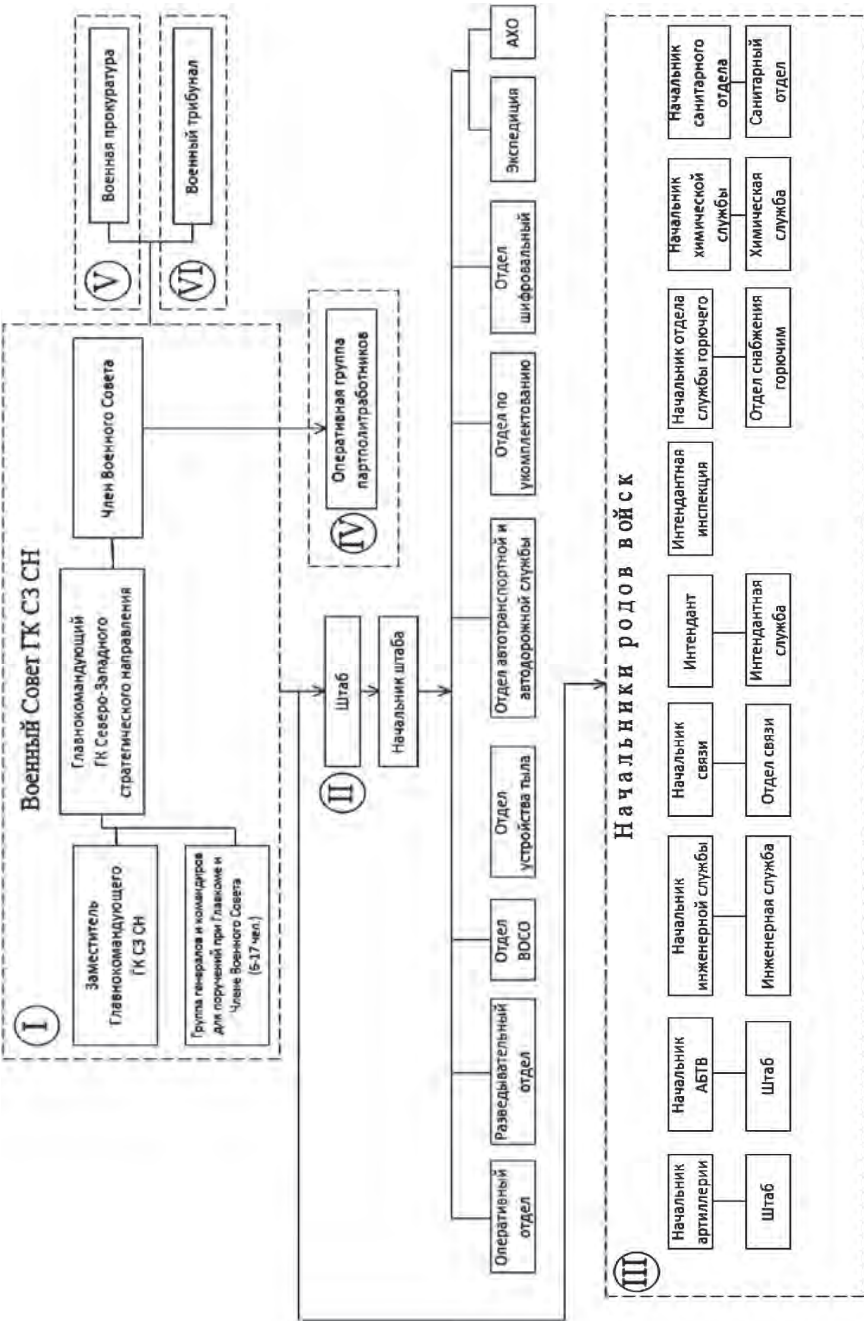 Военный Совет ГК СЗ СН
I
Заместитель
Главнокомандующего
ГК СЗ СН
Группа генералов и командиров
для поручений при Главкоме и
Члене Военного Совета
(6-17 чел.)
Главнокомандующий
ГК Северо-Западного
стратегического направления
Член Военного Совета
V
Военная прокуратура
VI
Военный трибунал
II
Штаб
Начальник штаба
IV
Оперативная группа
партполитработников
Оперативный
отдел
Разведывательный
отдел
Отдел
ВОСО
Отдел
устройства тыла
Отдел автотранспортной и
автодорожной службы
Отдел по
укомплектованию
Отдел
шифровальный
Экспедиция
АХО
III
Начальники родов войск
Начальник
артиллерии
Штаб
Начальник
АБТВ
Штаб
Начальник
инженерной службы
Инженерная служба
Начальник
связи
Отдел связи
Интендант
Интендантная
служба
Интендантная
инспекция
Начальник отдела
службы горючего
Отдел снабжения
горючим
Начальник
химической
службы
Химическая
служба
Начальник
санитарного
отдела
Санитарный
отдел